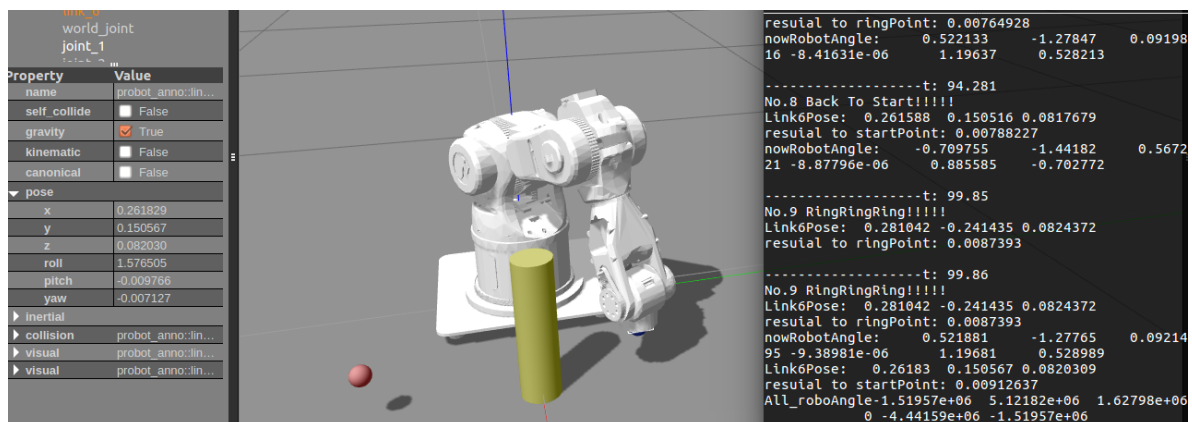 link_6
world_joint
joint_1
Property Value
name probot_anno::lin...
self_collide False
gravity True
kinematic False
canonical False
pose
x 0.261829
y 0.150567
z 0.082030
roll 1.576505
pitch -0.009766
yaw -0.007127
inertial
collision probot_anno::lin...
visual probot_anno::lin...
visual probot_anno::lin...
resuial to ringPoint: 0.00764928
nowRobotAngle: 0.522133 -1.27847 0.09198
16 -8.41631e-06 1.19637 0.528213
-------------------t: 94.281
No.8 Back To Start!!!!!
Link6Pose: 0.261588 0.150516 0.0817679
resuial to startPoint: 0.00788227
nowRobotAngle: -0.709755 -1.44182 0.5672
21 -8.87796e-06 0.885585 -0.702772
-------------------t: 99.85
No.9 RingRingRing!!!!!
Link6Pose: 0.281042 -0.241435 0.0824372
resuial to ringPoint: 0.0087393
-------------------t: 99.86
No.9 RingRingRing!!!!!
Link6Pose: 0.281042 -0.241435 0.0824372
resuial to ringPoint: 0.0087393
nowRobotAngle: 0.521881 -1.27765 0.09214
95 -9.38981e-06 1.19681 0.528989
Link6Pose: 0.26183 0.150567 0.0820309
resuial to startPoint: 0.00912637
All_roboAngle-1.51957e+06 5.12182e+06 1.62798e+06
0 -4.44159e+06 -1.51957e+06